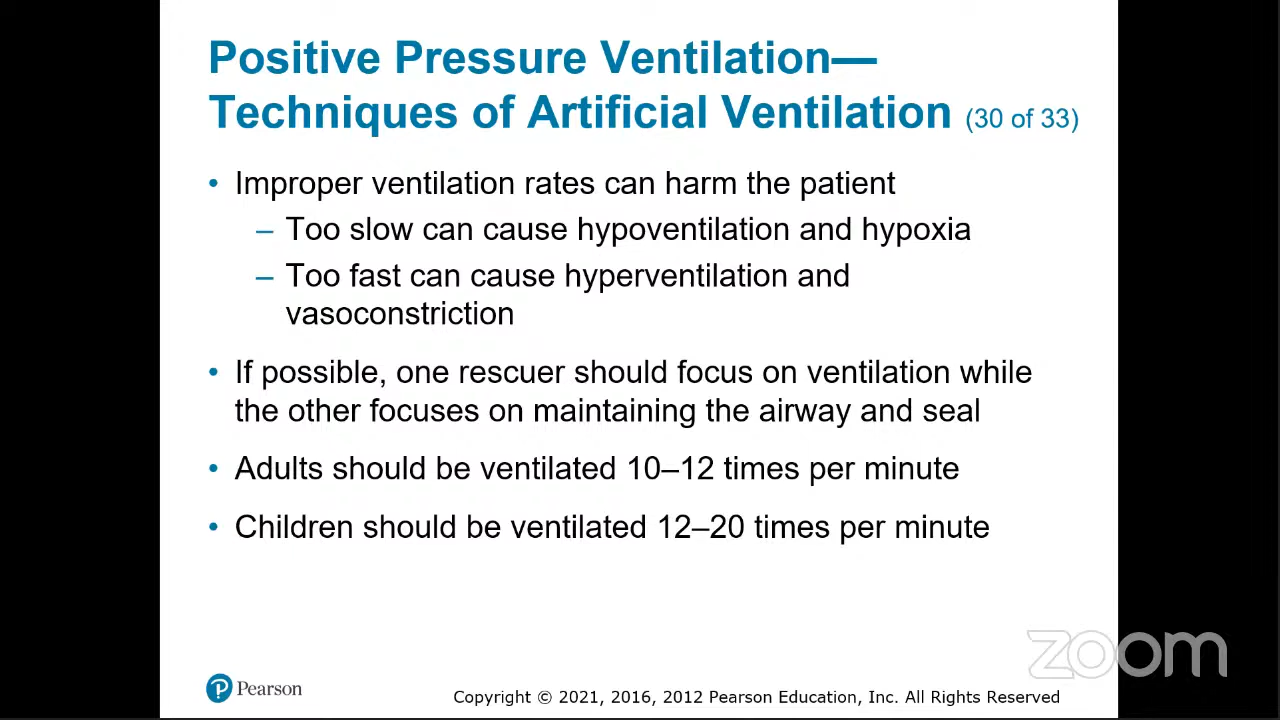 Positive Pressure Ventilation—
Techniques of Artificial Ventilation (30 of 33)
• Improper ventilation rates can harm the patient
– Too slow can cause hypoventilation and hypoxia
– Too fast can cause hyperventilation and
vasoconstriction
• If possible, one rescuer should focus on ventilation while
the other focuses on maintaining the airway and seal
• Adults should be ventilated 10–12 times per minute
• Children should be ventilated 12–20 times per minute
zoom
Pearson
Copyright © 2021, 2016, 2012 Pearson Education, Inc. All Rights Reserved